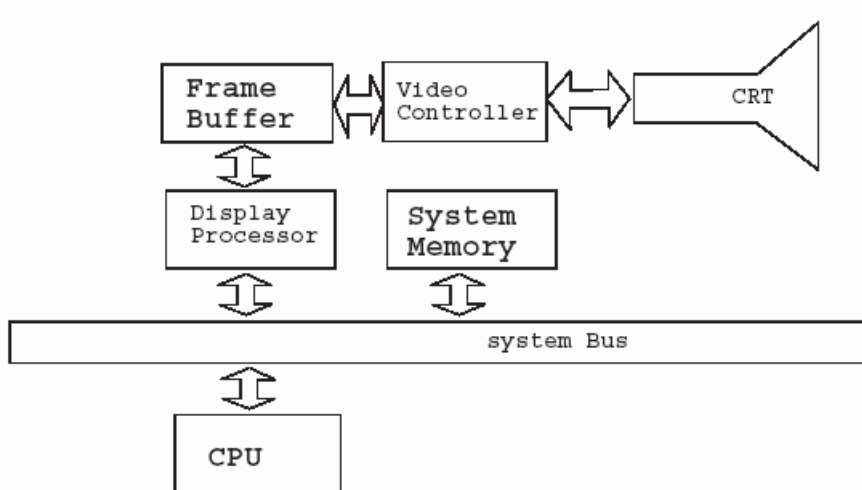 Frame
Buffer
Video
Controller
CRT
Display
Processor
System
Memory
system Bus
CPU